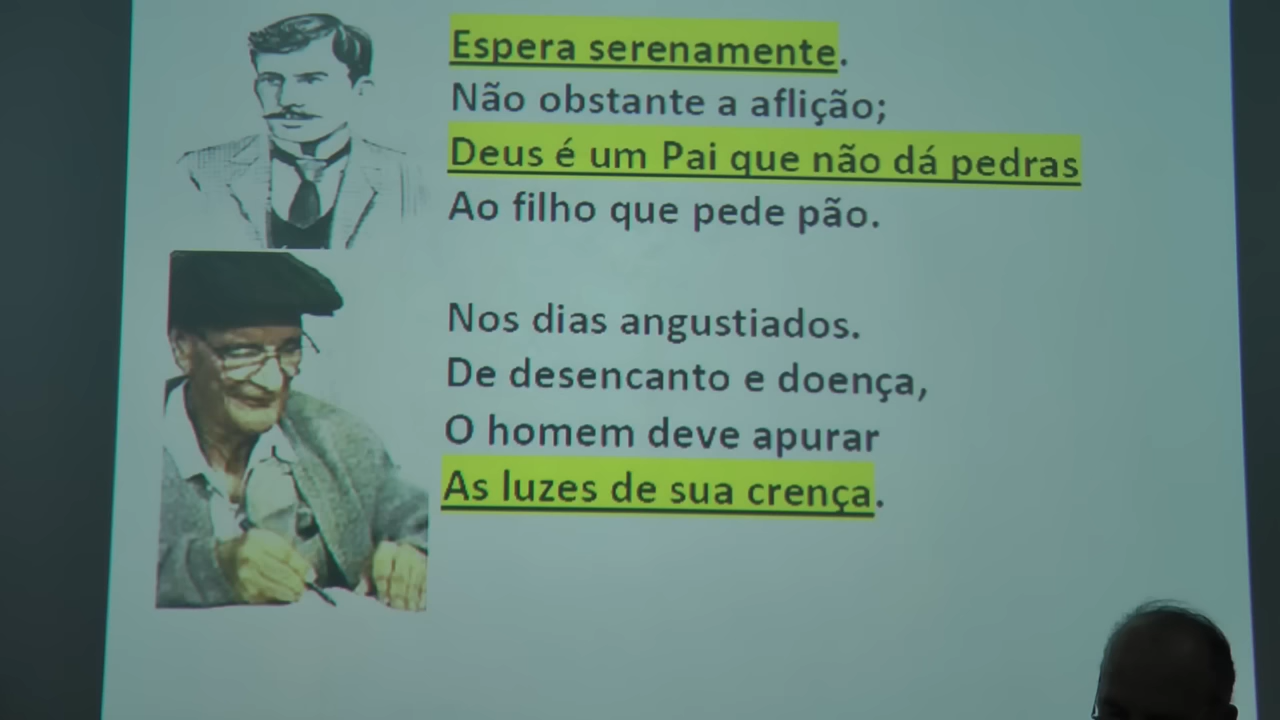 Espera serenamente.
Não obstante a aflição;
Deus é um Pai que não dá pedras
Ao filho que pede pão.
Nos dias angustiados.
De desencanto e doença,
O homem deve apurar
As luzes de sua crença.